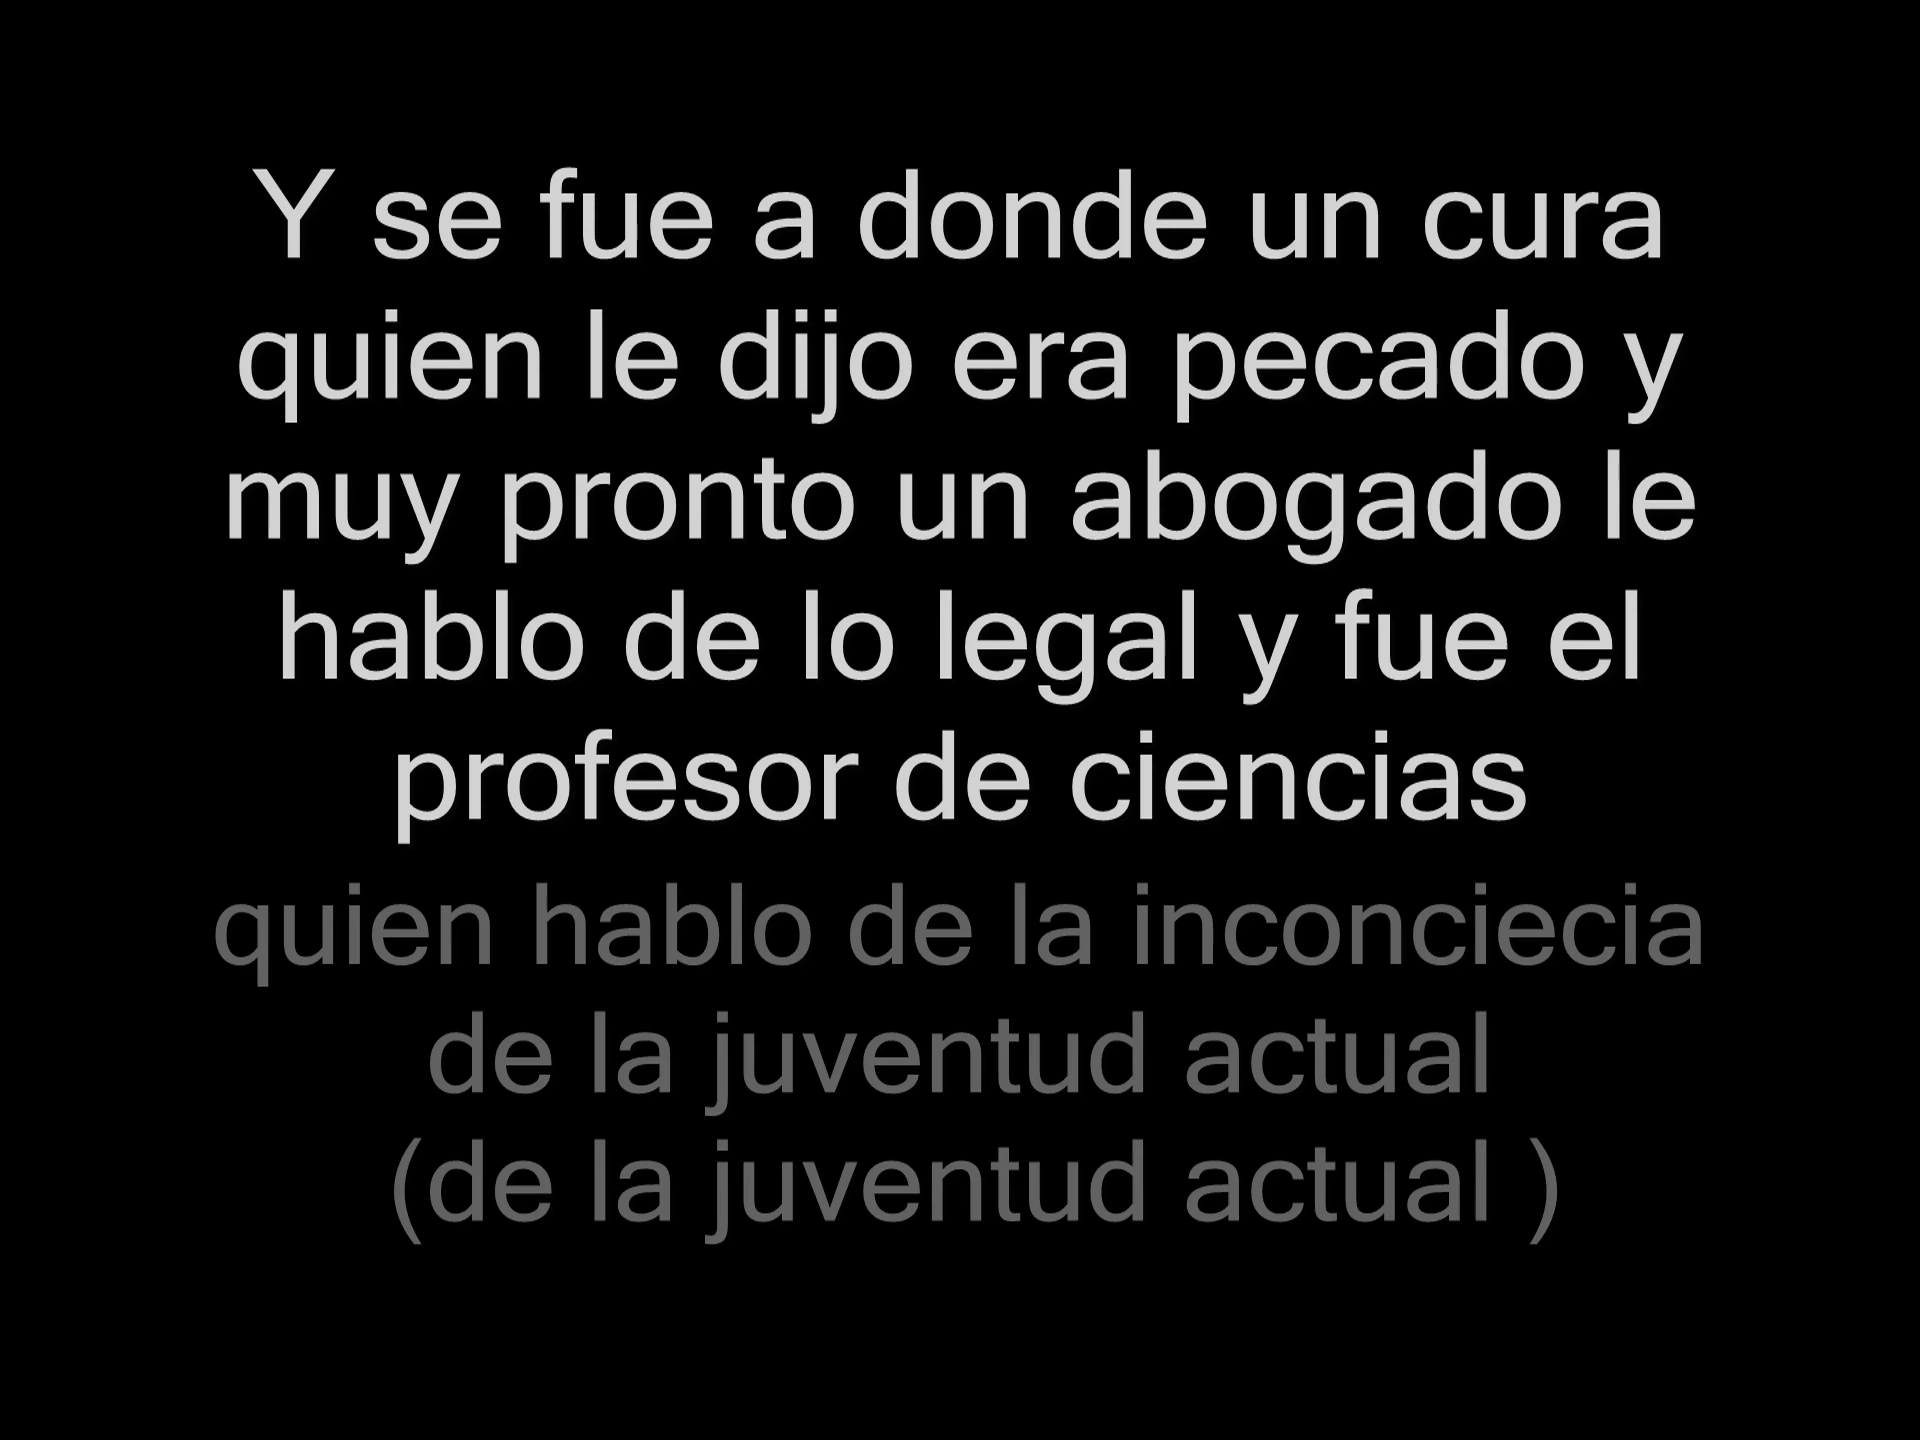 Y se fue a donde un cura
quien le dijo era pecado y
muy pronto un abogado le
hablo de lo legal y fue el
profesor de ciencias
quien hablo de la inconciecia
de la juventud actual
(de la juventud actual )